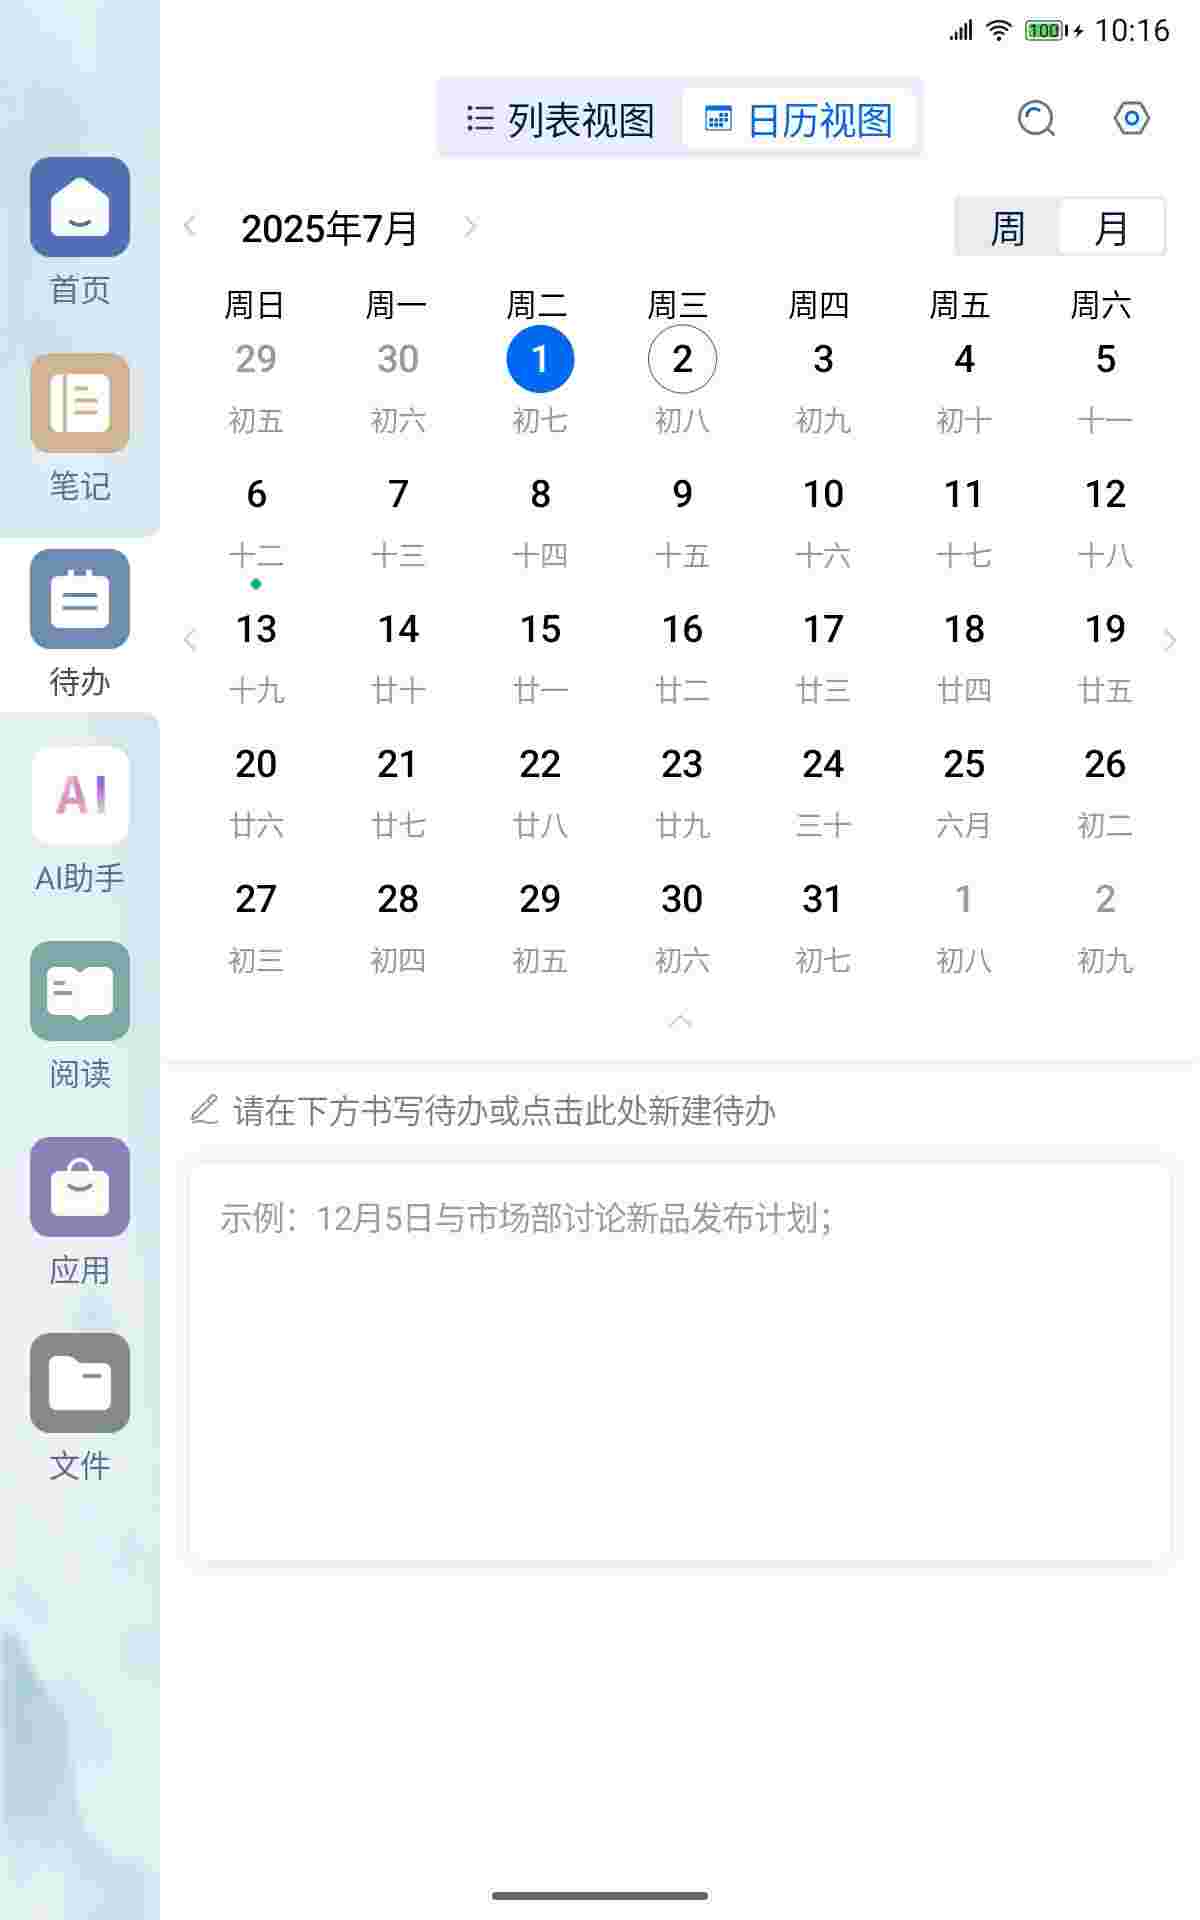 100 10:16
列表视图 日历视图
2025年7月 周 月
周日 周一 周二 周三 周四 周五 周六
29 30 1 2 3 4 5
初五 初六 初七 初八 初九 初十 十一
6 7 8 9 10 11 12
十二 十三 十四 十五 十六 十七 十八
13 14 15 16 17 18 19
十九 廿十 廿一 廿二 廿三 廿四 廿五
20 21 22 23 24 25 26
廿六 廿七 廿八 廿九 三十 六月 初二
27 28 29 30 31 1 2
初三 初四 初五 初六 初七 初八 初九
请在下方书写待办或点击此处新建待办
示例：12月5日与市场部讨论新品发布计划；
首页
笔记
待办
AI
AI助手
阅读
应用
文件